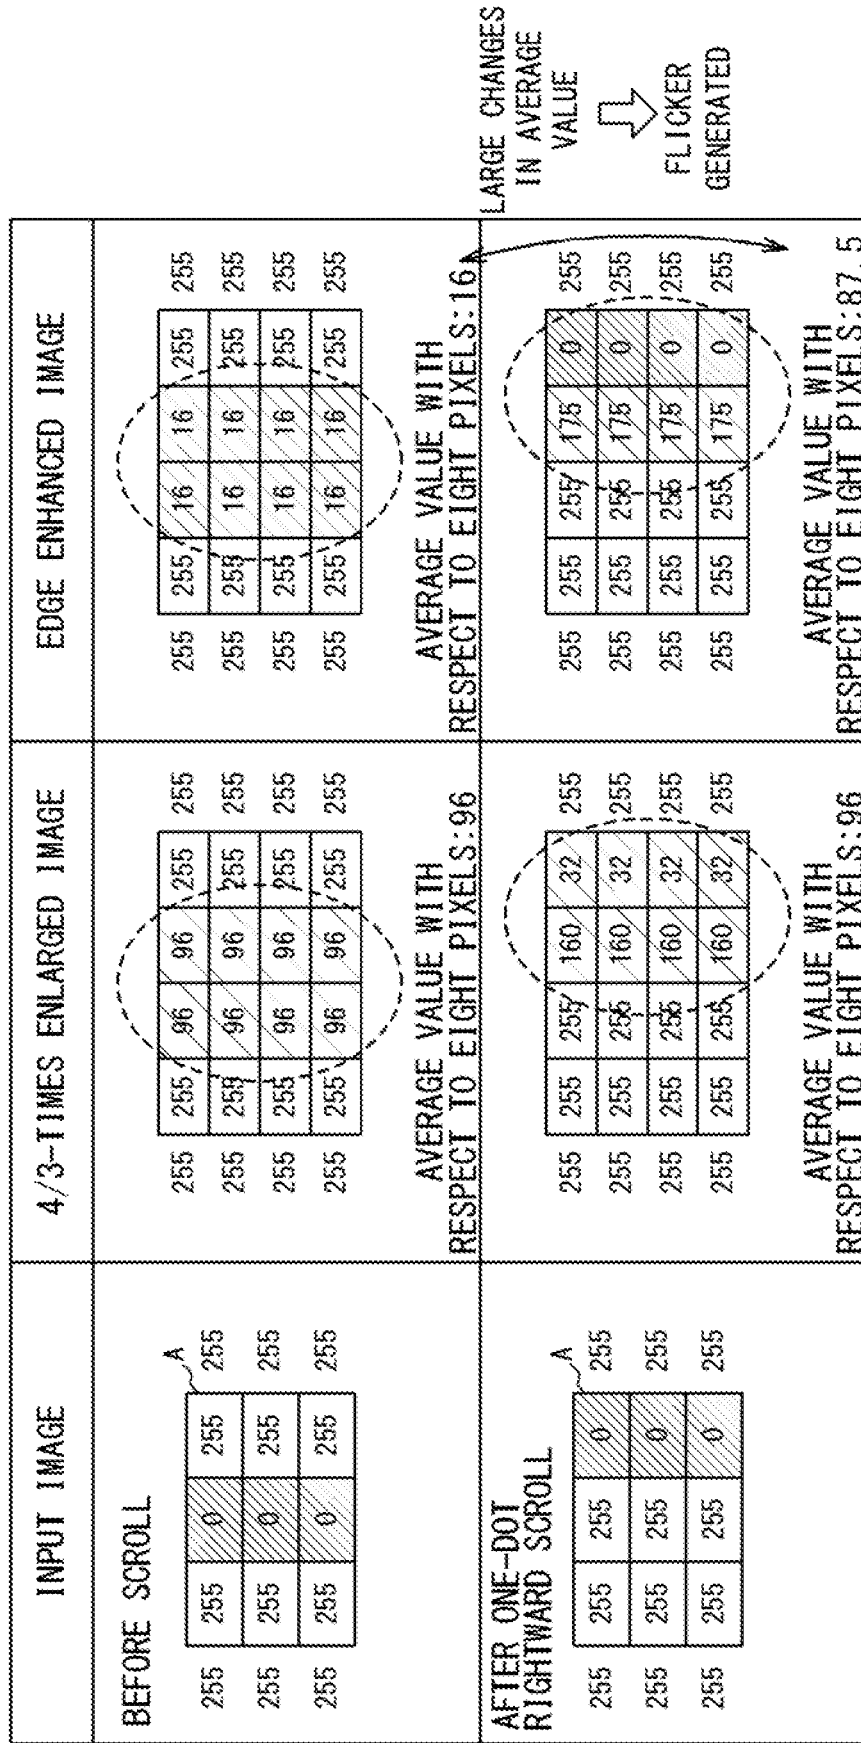 INPUT IMAGE
4/3-TIMES ENLARGED IMAGE
EDGE ENHANCED IMAGE
BEFORE SCROLL
A
255 255 0 255 255
255 255 0 255 255
255 255 0 255 255
255 255 96 96 255 255
255 255 96 96 255 255
255 255 96 96 255 255
255 255 96 96 255 255
AVERAGE VALUE WITH
RESPECT TO EIGHT PIXELS:96
255 255 16 16 255 255
255 255 16 16 255 255
255 255 16 16 255 255
255 255 16 16 255 255
AVERAGE VALUE WITH
RESPECT TO EIGHT PIXELS:16
AFTER ONE-DOT
RIGHTWARD SCROLL
A
255 255 255 0 255
255 255 255 0 255
255 255 255 0 255
255 255 255 160 32 255
255 255 255 160 32 255
255 255 255 160 32 255
255 255 255 160 32 255
AVERAGE VALUE WITH
RESPECT TO EIGHT PIXELS:96
255 255 255 175 0 255
255 255 255 175 0 255
255 255 255 175 0 255
255 255 255 175 0 255
AVERAGE VALUE WITH
RESPECT TO EIGHT PIXELS:87.5
LARGE CHANGES
IN AVERAGE
VALUE
FLICKER
GENERATED